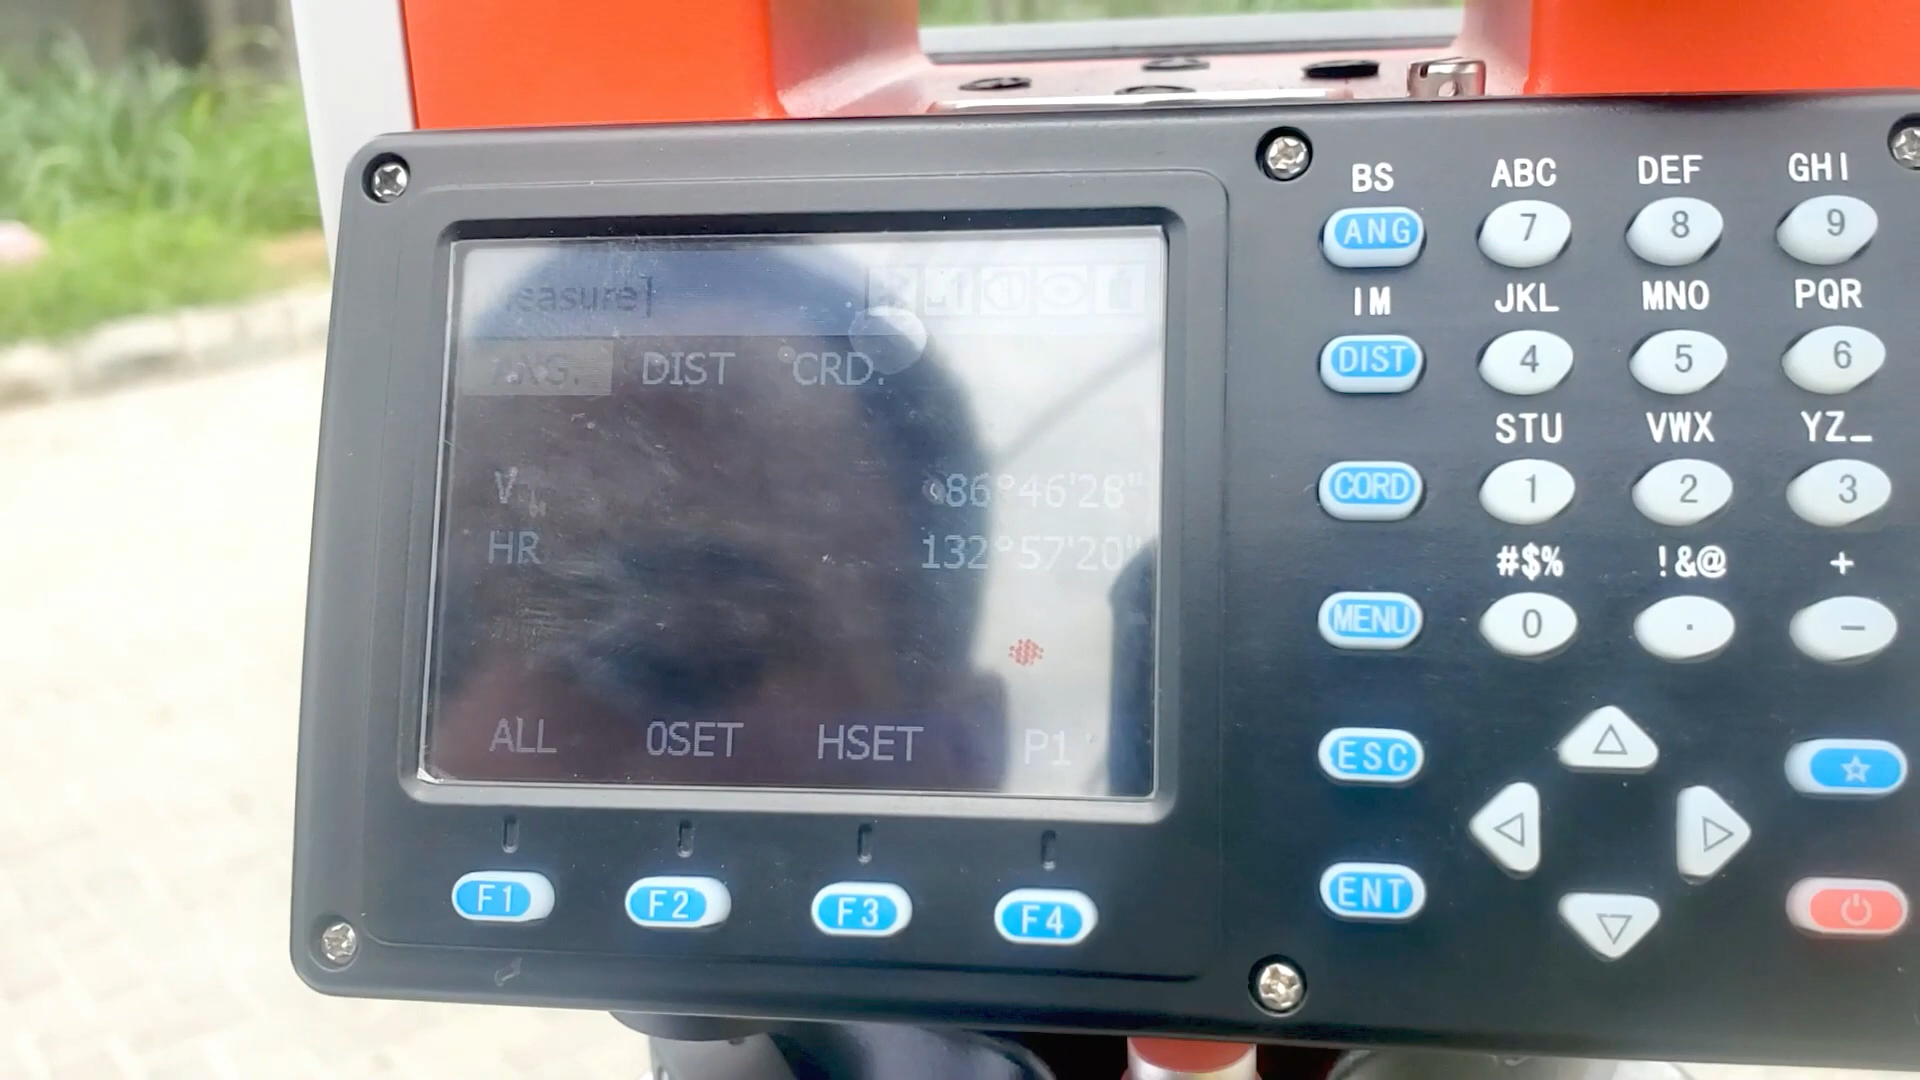 easure]
ANG. DIST CRD.
V 86°46'28"
HR 132°57'20"
ALL 0SET HSET P1
F1 F2 F3 F4
BS ABC DEF GHI
ANG 7 8 9
IM JKL MNO PQR
DIST 4 5 6
STU VWX YZ_
CORD 1 2 3
#$% !&@ +
MENU 0 . -
ESC
ENT